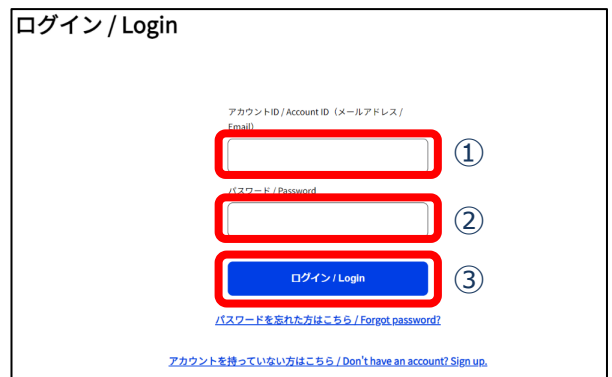 ログイン / Login
アカウントID / Account ID（メールアドレス /
Email）
①
パスワード / Password
②
ログイン / Login
③
パスワードを忘れた方はこちら / Forgot password?
アカウントを持っていない方はこちら / Don't have an account? Sign up.